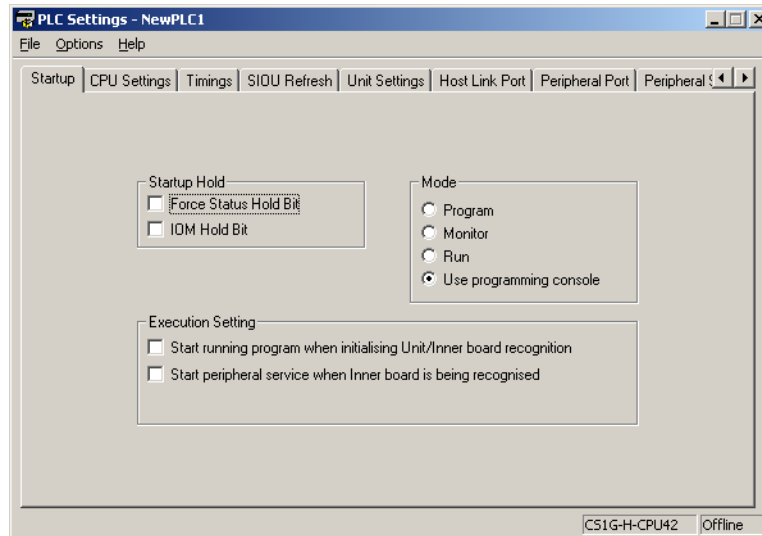 PLC Settings - NewPLC1
File Options Help
Startup CPU Settings Timings SIOU Refresh Unit Settings Host Link Port Peripheral Port Peripheral
Startup Hold
Force Status Hold Bit
IOM Hold Bit
Mode
Program
Monitor
Run
Use programming console
Execution Setting
Start running program when initialising Unit/Inner board recognition
Start peripheral service when Inner board is being recognised
CS1G-H-CPU42 Offline